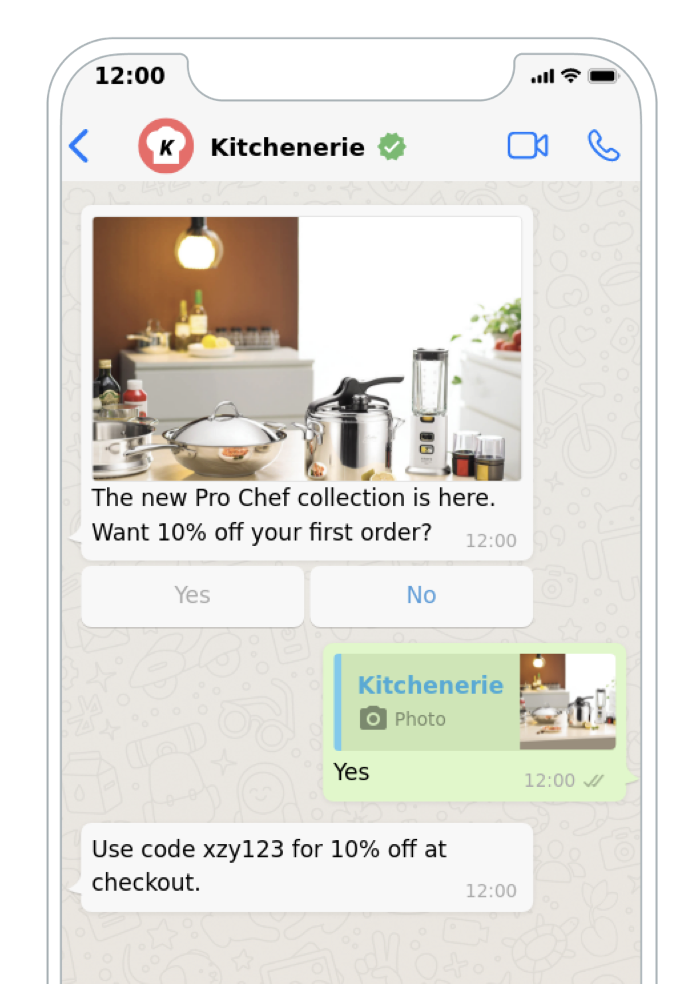 12:00
K Kitchenerie
The new Pro Chef collection is here.
Want 10% off your first order? 12:00
Yes No
Kitchenerie
Photo
Yes 12:00
Use code xzy123 for 10% off at
checkout. 12:00